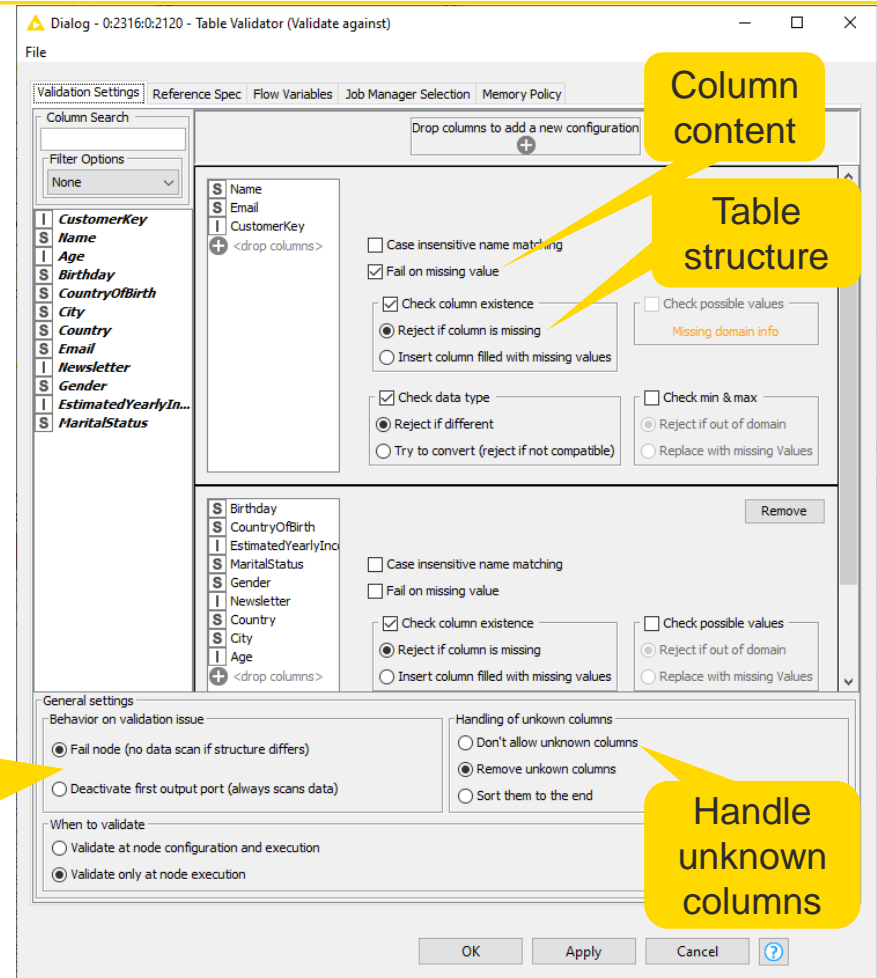 Dialog - 0:2316:0:2120 - Table Validator (Validate against)
File
Validation Settings Reference Spec Flow Variables Job Manager Selection Memory Policy
Column Search
Filter Options
None
I CustomerKey
S Name
I Age
S Birthday
S CountryOfBirth
S City
S Country
S Email
I Newsletter
S Gender
I EstimatedYearlyIn...
S MaritalStatus
Drop columns to add a new configuration
S Name
S Email
I CustomerKey
<drop columns>
Case insensitive name matching
Fail on missing value
Check column existence
Reject if column is missing
Insert column filled with missing values
Check possible values
Missing domain info
Check data type
Reject if different
Try to convert (reject if not compatible)
Check min & max
Reject if out of domain
Replace with missing Values
S Birthday
S CountryOfBirth
I EstimatedYearlyInco
S MaritalStatus
S Gender
I Newsletter
S Country
S City
I Age
<drop columns>
Remove
Case insensitive name matching
Fail on missing value
Check column existence
Reject if column is missing
Insert column filled with missing values
Check possible values
Reject if out of domain
Replace with missing Values
General settings
Behavior on validation issue
Fail node (no data scan if structure differs)
Deactivate first output port (always scans data)
Handling of unkown columns
Don't allow unknown columns
Remove unkown columns
Sort them to the end
When to validate
Validate at node configuration and execution
Validate only at node execution
OK Apply Cancel ?
Column
content
Table
structure
Handle
unknown
columns